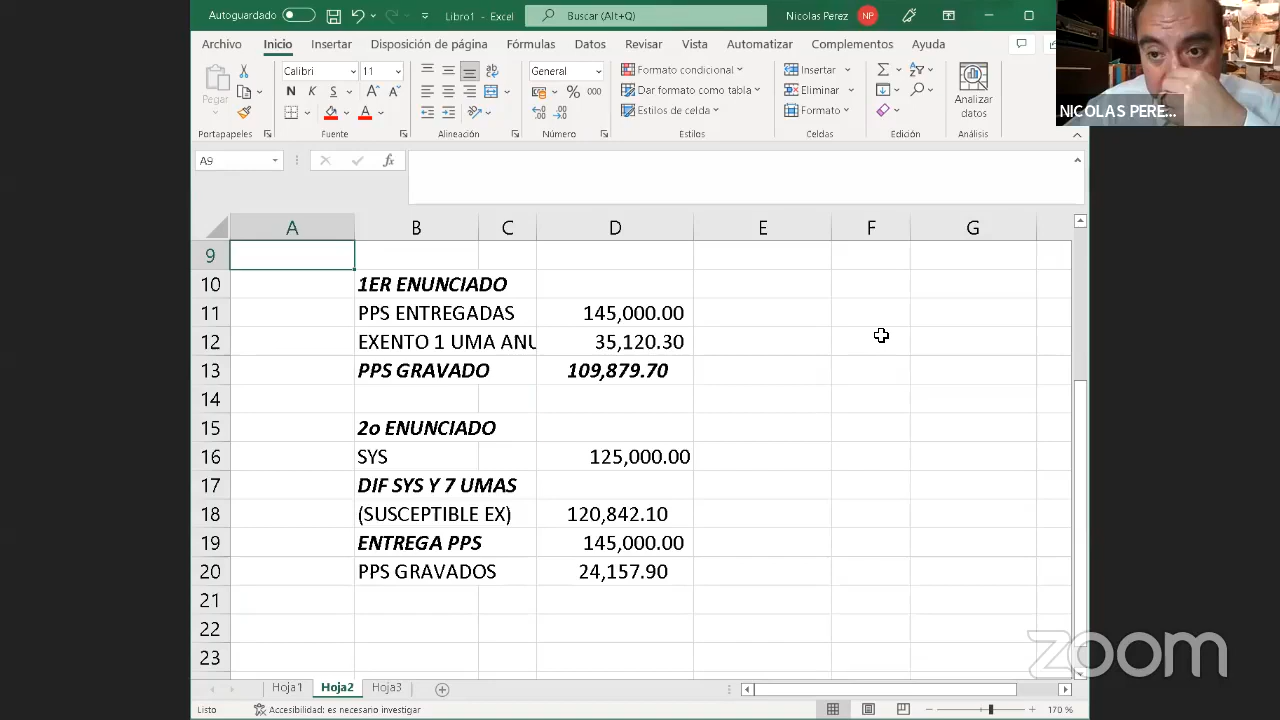 Autoguardado
Libro1 - Excel
Buscar (Alt+Q)
Nicolas Perez
NP
Archivo Inicio Insertar Disposición de página Fórmulas Datos Revisar Vista Automatizar Complementos Ayuda
Pegar
Calibri 11
N K S
General
% 000
Formato condicional
Dar formato como tabla
Estilos de celda
Insertar
Eliminar
Formato
Analizar datos
Portapapeles Fuente Alineación Número Estilos Celdas Edición Análisis
NICOLAS PERE...
A9
fx
A B C D E F G
9
10 1ER ENUNCIADO
11 PPS ENTREGADAS 145,000.00
12 EXENTO 1 UMA ANU 35,120.30
13 PPS GRAVADO 109,879.70
14
15 2o ENUNCIADO
16 SYS 125,000.00
17 DIF SYS Y 7 UMAS
18 (SUSCEPTIBLE EX) 120,842.10
19 ENTREGA PPS 145,000.00
20 PPS GRAVADOS 24,157.90
21
22
23
zoom
Hoja1 Hoja2 Hoja3
Listo
Accesibilidad: es necesario investigar
170 %